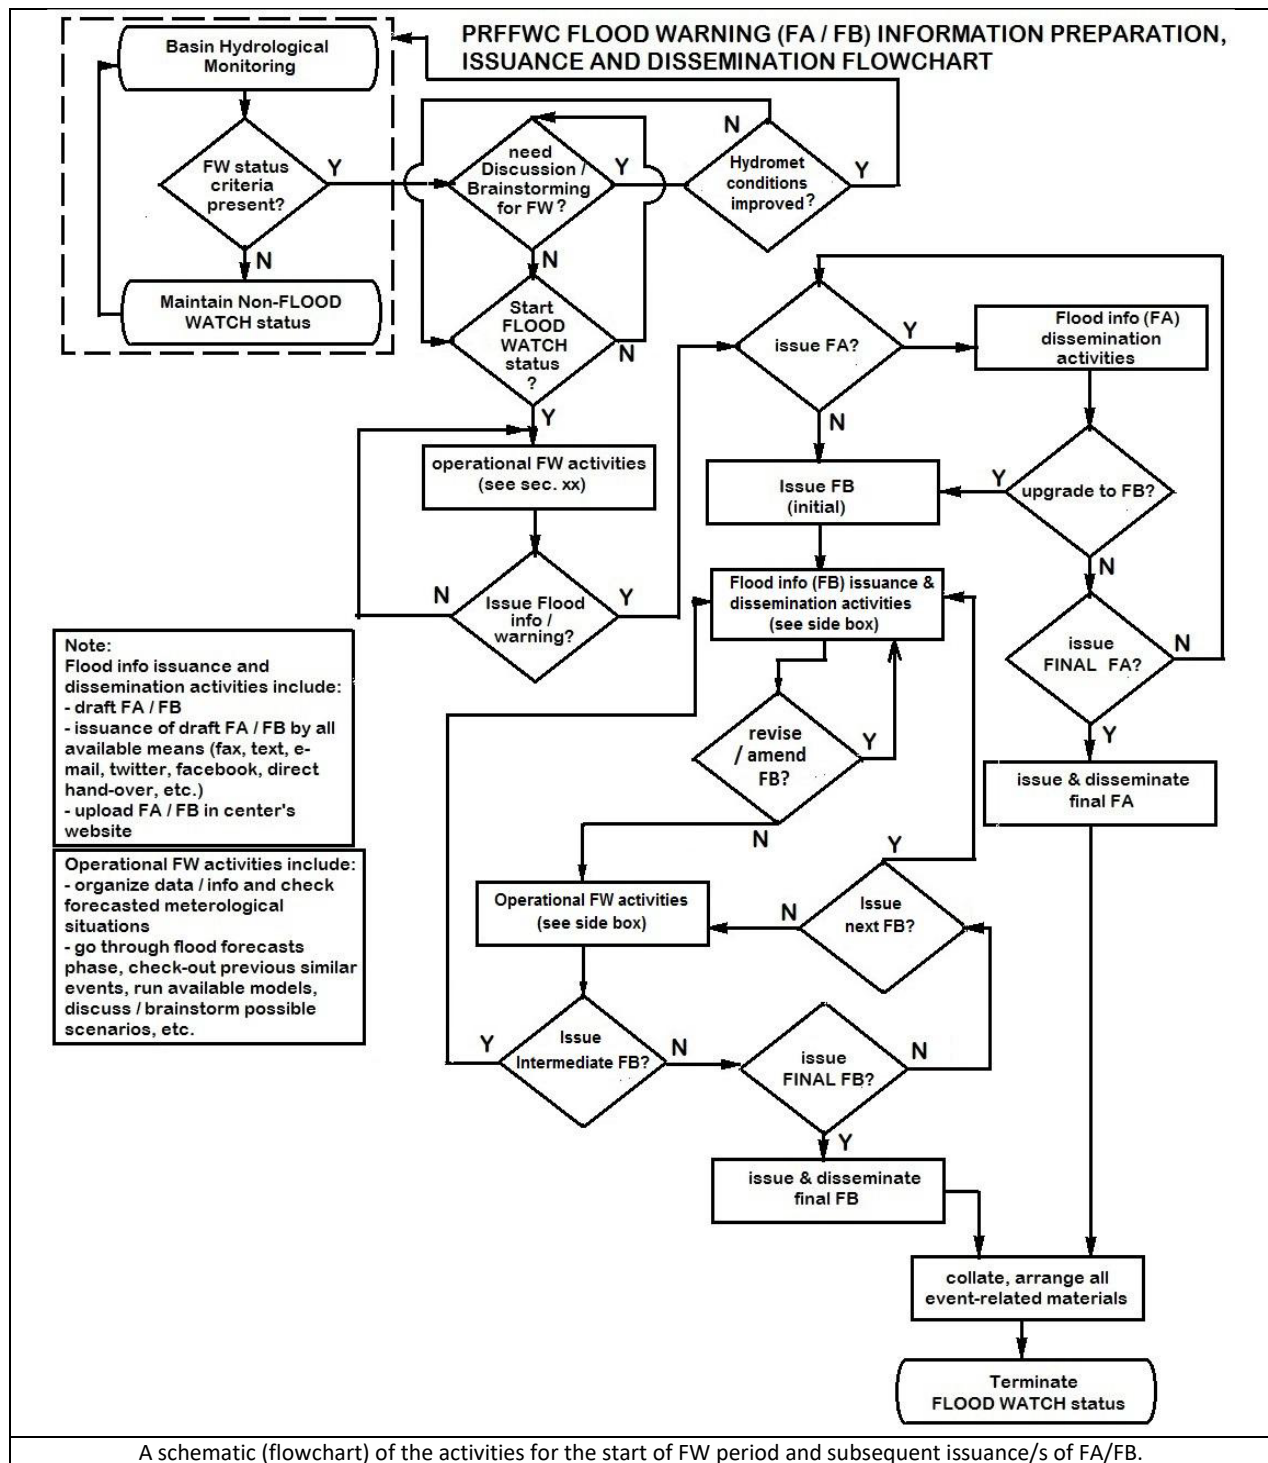 PRFFWC FLOOD WARNING (FA / FB) INFORMATION PREPARATION,
ISSUANCE AND DISSEMINATION FLOWCHART
Basin Hydrological
Monitoring
FW status
criteria
present?
Y
N
Maintain Non-FLOOD
WATCH status
need
Discussion /
Brainstorming
for FW?
Y
N
Hydromet
conditions
improved?
N
Y
Start
FLOOD
WATCH
status
?
N
Y
operational FW activities
(see sec. xx)
Issue Flood
info /
warning?
N
Y
issue FA?
Y
N
Flood info (FA)
dissemination
activities
upgrade to FB?
Y
N
Issue FB
(initial)
Flood info (FB) issuance &
dissemination activities
(see side box)
issue
FINAL FA?
N
Y
issue & disseminate
final FA
revise
/ amend
FB?
Y
N
Operational FW activities
(see side box)
Issue
next FB?
Y
N
Issue
Intermediate FB?
Y
N
issue
FINAL FB?
N
Y
issue & disseminate
final FB
collate, arrange all
event-related materials
Terminate
FLOOD WATCH status
Note:
Flood info issuance and
dissemination activities include:
- draft FA / FB
- issuance of draft FA / FB by all
available means (fax, text, e-
mail, twitter, facebook, direct
hand-over, etc.)
- upload FA / FB in center's
website
Operational FW activities include:
- organize data / info and check
forecasted meterological
situations
- go through flood forecasts
phase, check-out previous similar
events, run available models,
discuss / brainstorm possible
scenarios, etc.
A schematic (flowchart) of the activities for the start of FW period and subsequent issuance/s of FA/FB.